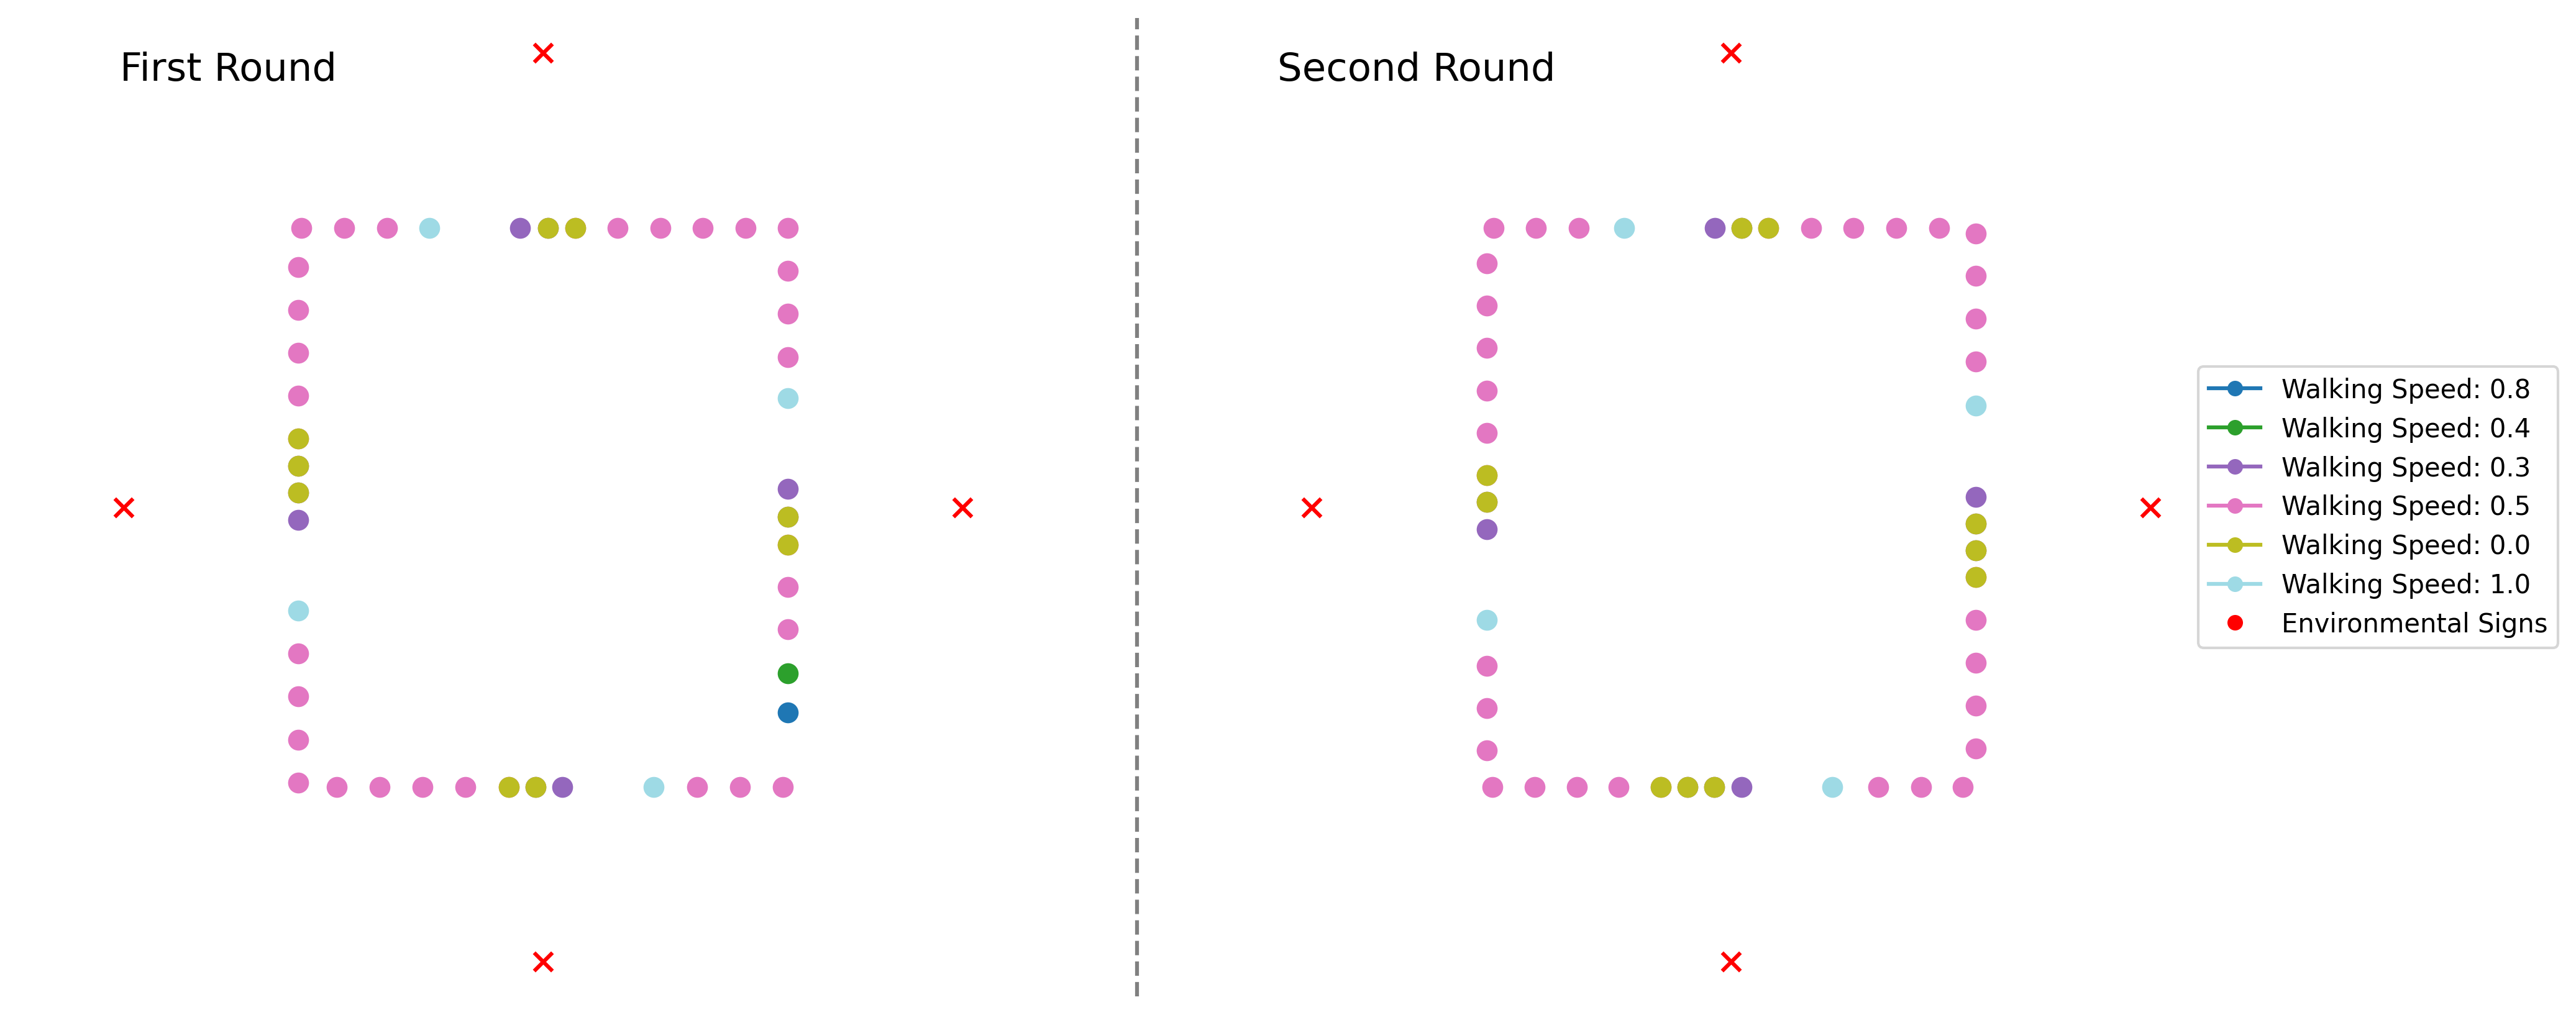 First Round
Second Round
Walking Speed: 0.8
Walking Speed: 0.4
Walking Speed: 0.3
Walking Speed: 0.5
Walking Speed: 0.0
Walking Speed: 1.0
Environmental Signs